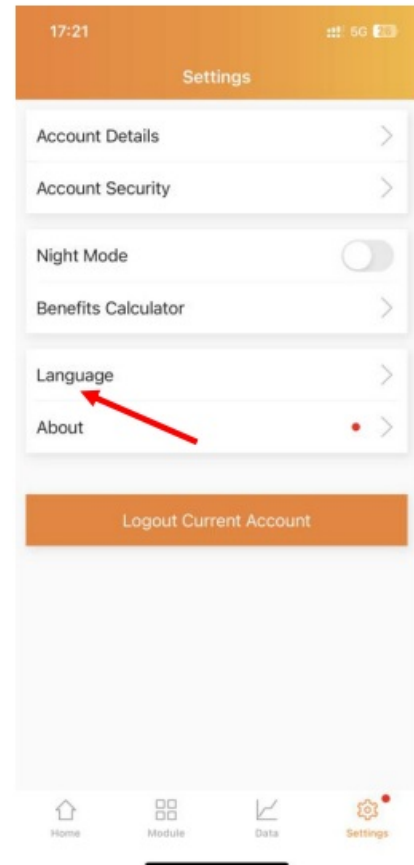 17:21
5G
Settings
Account Details
Account Security
Night Mode
Benefits Calculator
Language
About
Logout Current Account
Home
Module
Data
Settings